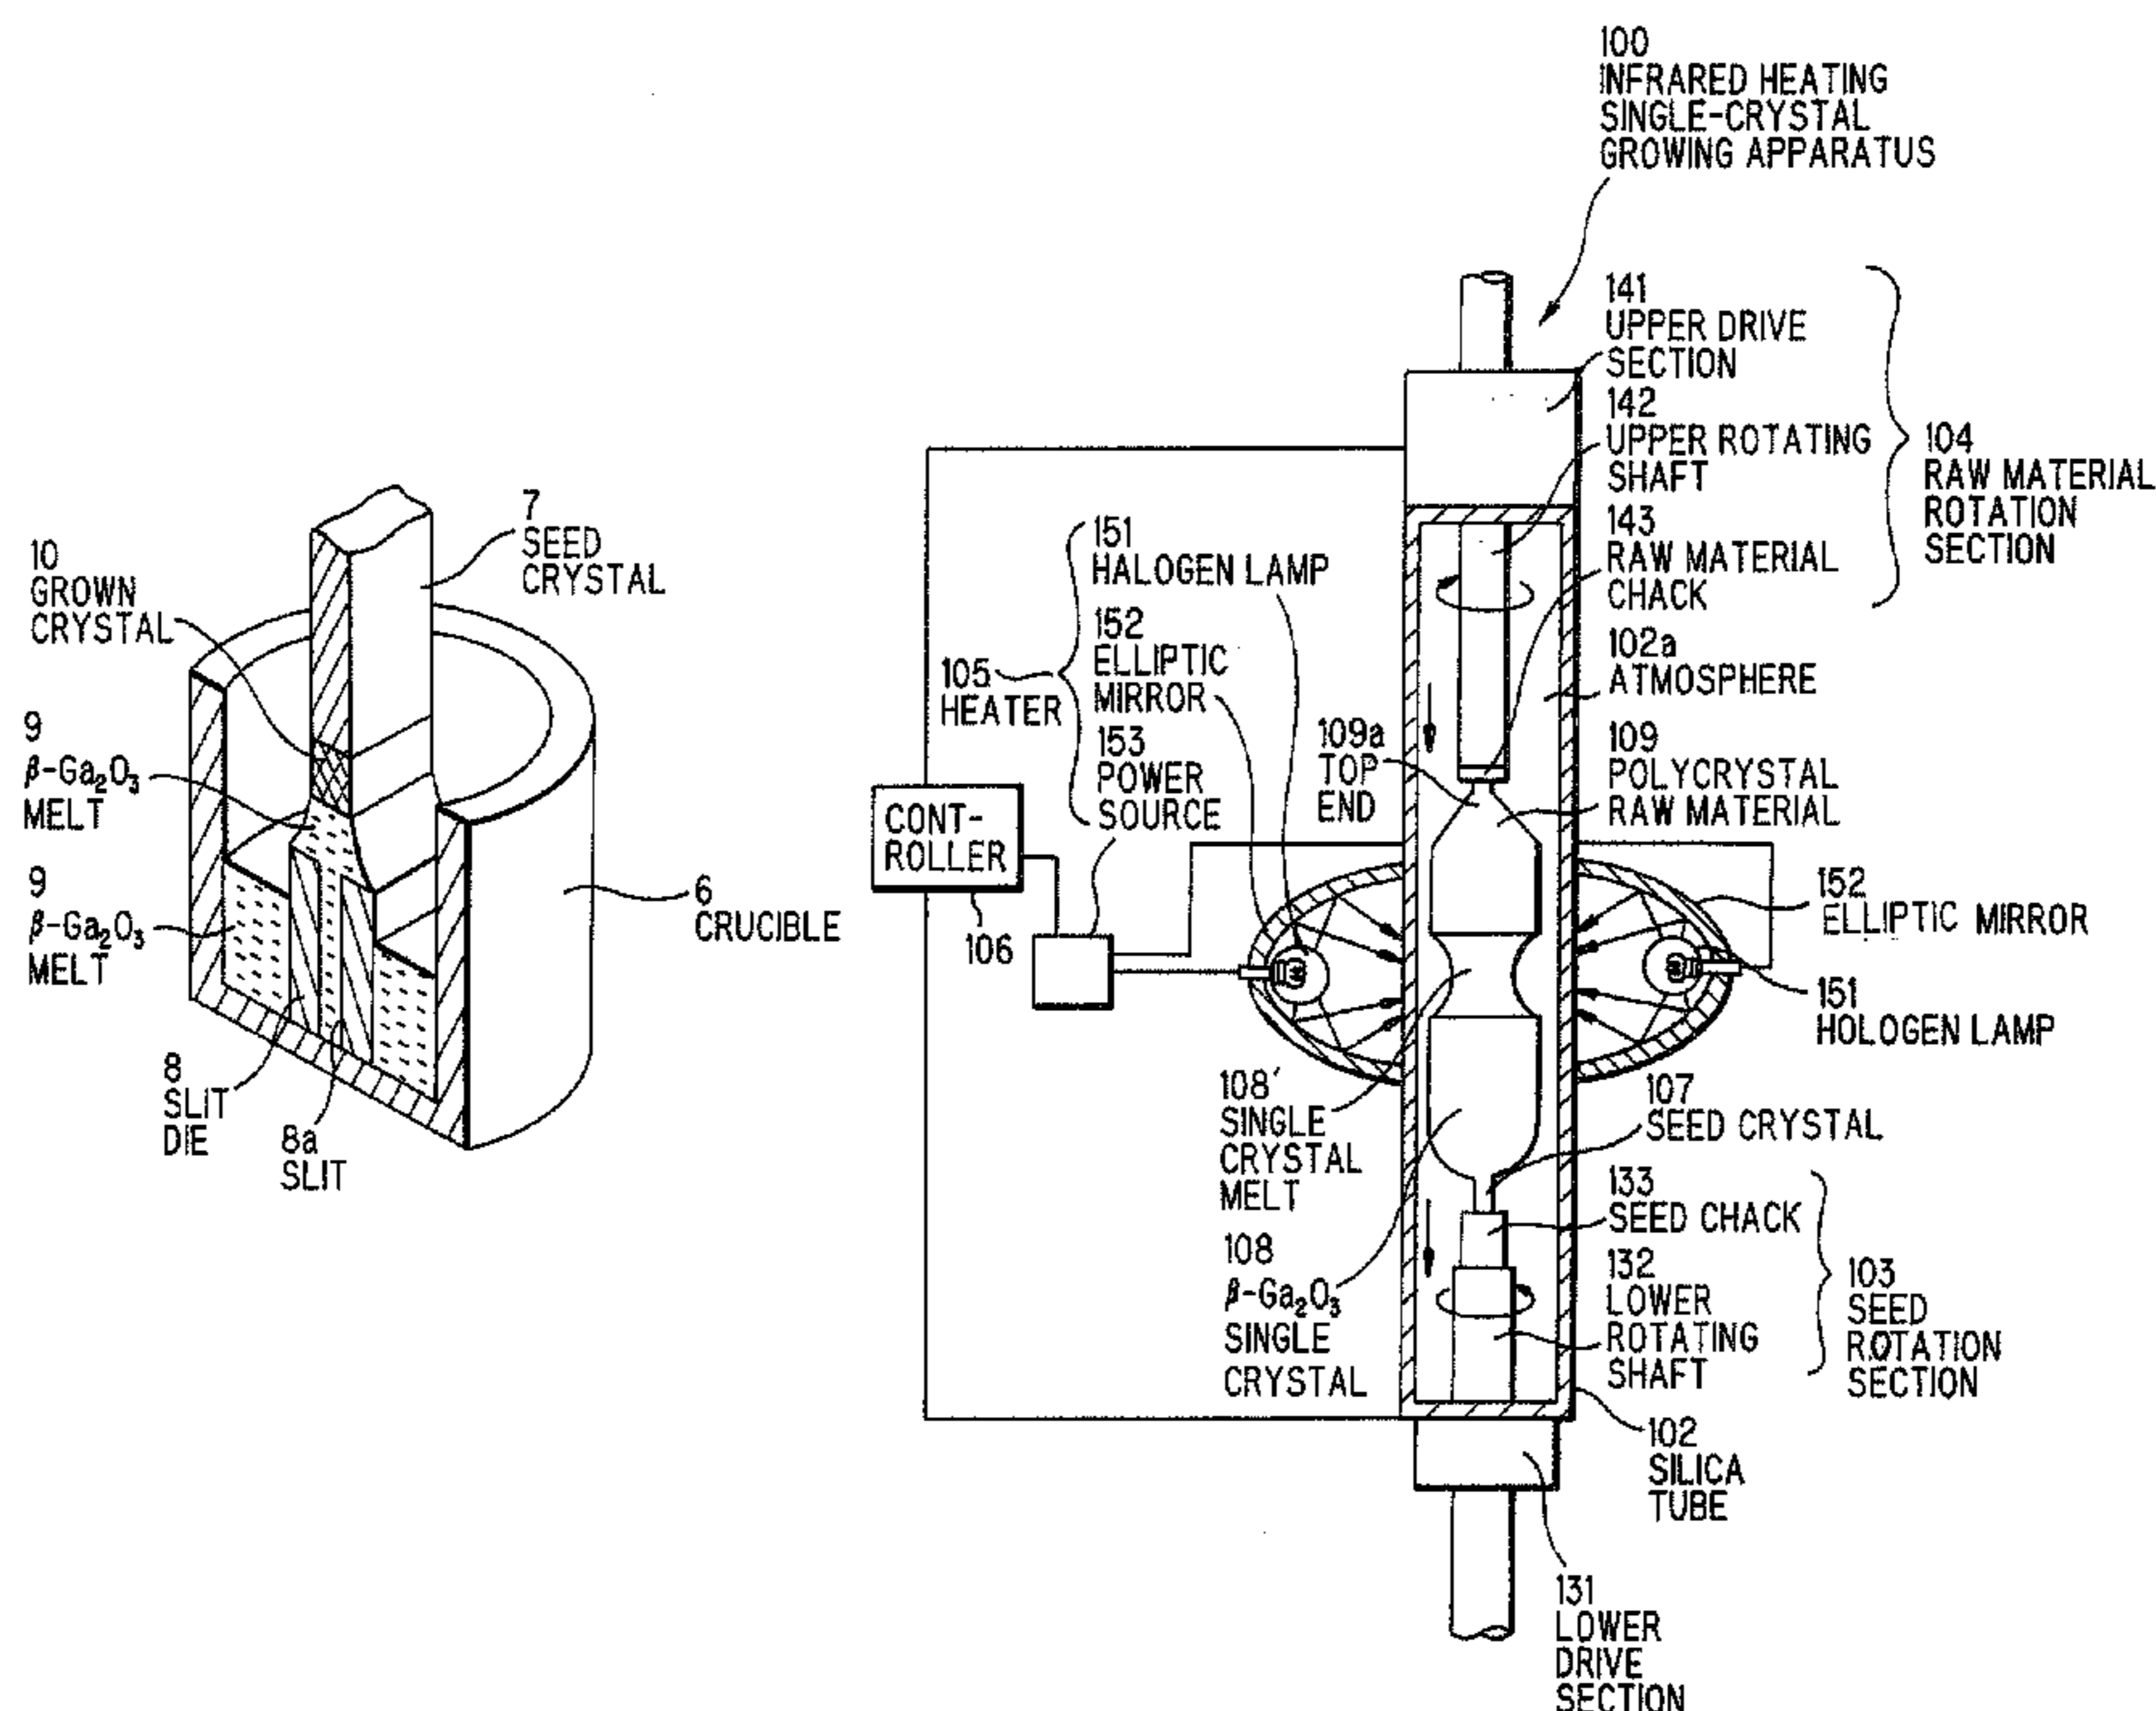 10
GROWN
CRYSTAL
7
SEED
CRYSTAL
9
β-Ga₂O₃
MELT
9
β-Ga₂O₃
MELT
6
CRUCIBLE
8
SLIT
DIE
8a
SLIT
100
INFRARED HEATING
SINGLE-CRYSTAL
GROWING APPARATUS
141
UPPER DRIVE
SECTION
142
UPPER ROTATING
SHAFT
143
RAW MATERIAL
CHACK
104
RAW MATERIAL
ROTATION
SECTION
102a
ATMOSPHERE
109
POLYCRYSTAL
RAW MATERIAL
109a
TOP
END
105
HEATER
151
HALOGEN LAMP
152
ELLIPTIC
MIRROR
153
POWER
SOURCE
CONT-
ROLLER
106
152
ELLIPTIC MIRROR
151
HOLOGEN LAMP
108′
SINGLE
CRYSTAL
MELT
108
β-Ga₂O₃
SINGLE
CRYSTAL
107
SEED CRYSTAL
133
SEED CHACK
132
LOWER
ROTATING
SHAFT
103
SEED
ROTATION
SECTION
102
SILICA
TUBE
131
LOWER
DRIVE
SECTION